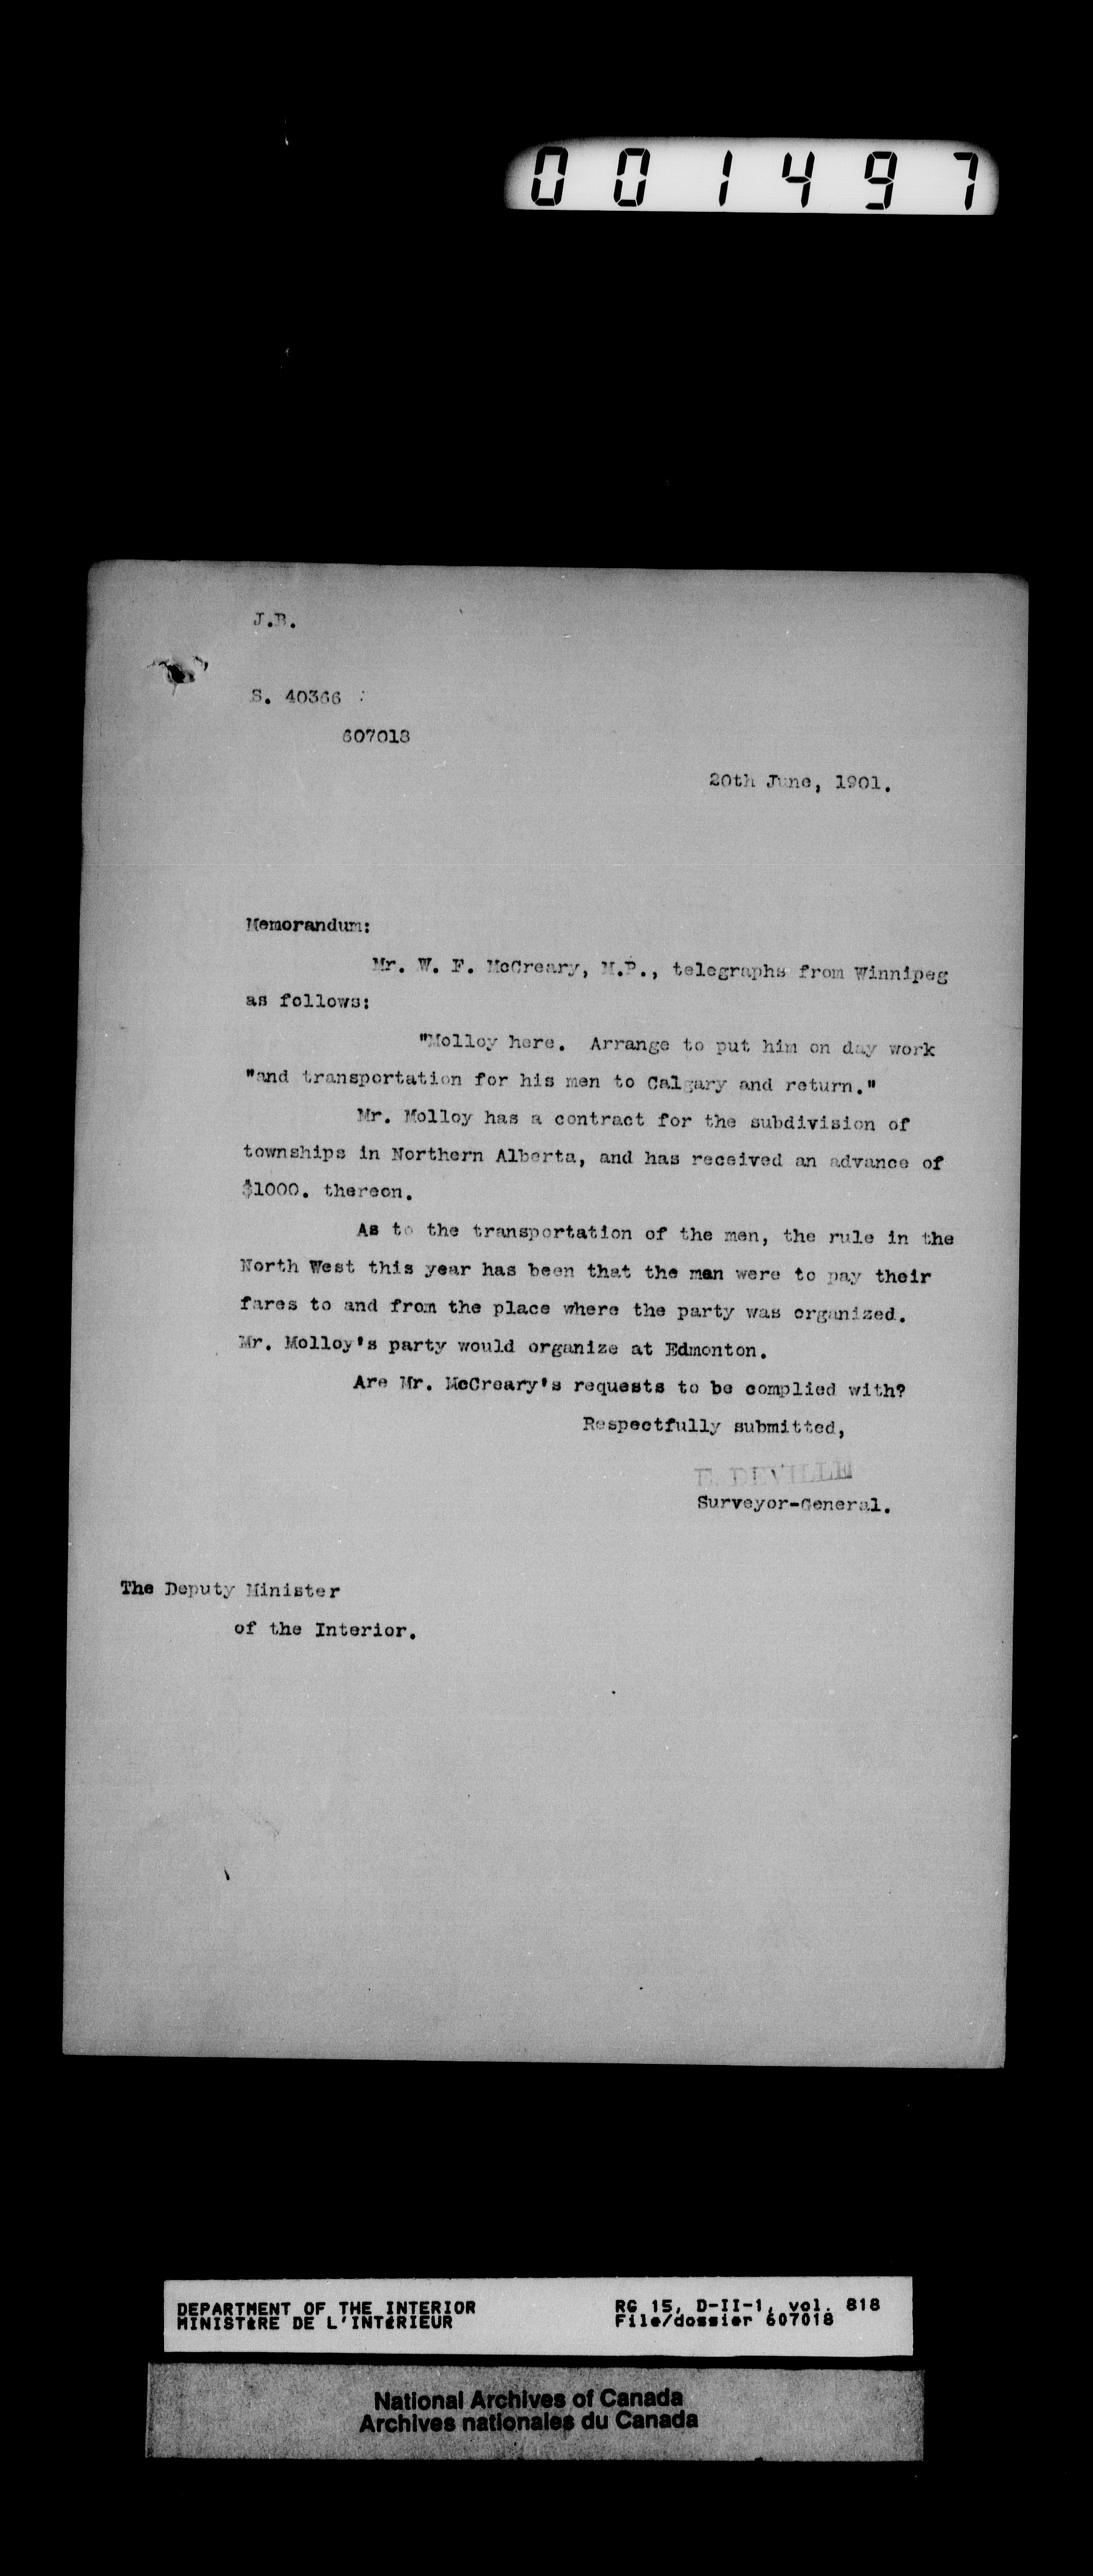 001497
J.B.
S. 40366 :
607018
20th June, 1901.
Memorandum:
Mr. W. F. McCreary, M.P., telegraphs from Winnipeg
as follows:
"Molloy here. Arrange to put him on day work
"and transportation for his men to Calgary and return."
Mr. Molloy has a contract for the subdivision of
townships in Northern Alberta, and has received an advance of
$1000. thereon.
As to the transportation of the men, the rule in the
North West this year has been that the men were to pay their
fares to and from the place where the party was organized.
Mr. Molloy's party would organize at Edmonton.
Are Mr. McCreary's requests to be complied with?
Respectfully submitted,
E. DEVILLE
Surveyor-General.
The Deputy Minister
of the Interior.
DEPARTMENT OF THE INTERIOR
MINISTÈRE DE L'INTÉRIEUR
RG 15, D-II-1, vol. 818
File/dossier 607018
National Archives of Canada
Archives nationales du Canada